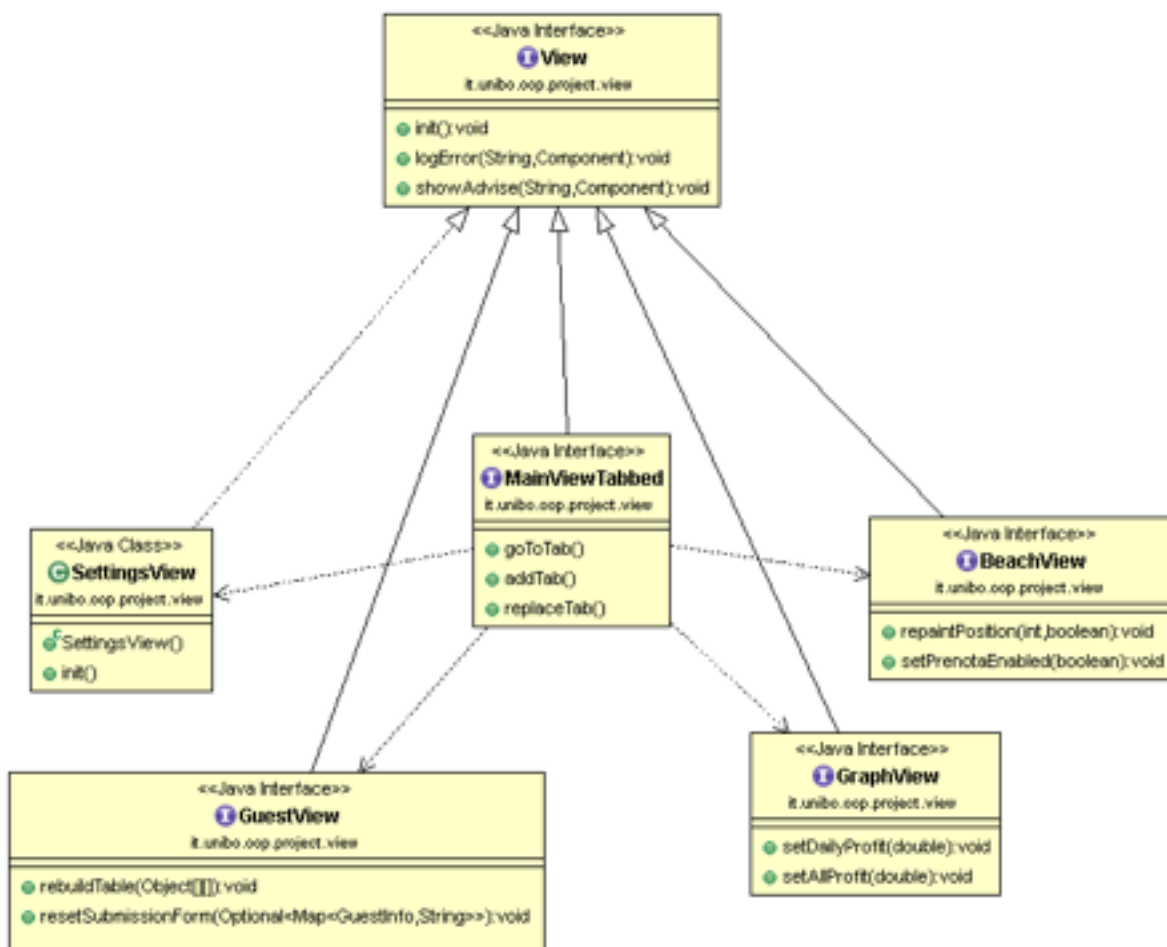 <<Java Interface>>
I View
it.unibo.oop.project.view
init():void
logError(String,Component):void
showAdvise(String,Component):void
<<Java Interface>>
I MainViewTabbed
it.unibo.oop.project.view
goToTab()
addTab()
replaceTab()
<<Java Class>>
C SettingsView
it.unibo.oop.project.view
SettingsView()
init()
<<Java Interface>>
I BeachView
it.unibo.oop.project.view
repaintPosition(int,boolean):void
setPrenotaEnabled(boolean):void
<<Java Interface>>
I GuestView
it.unibo.oop.project.view
rebuildTable(Object[][]):void
resetSubmissionForm(Optional<Map<GuestInfo,String>>):void
<<Java Interface>>
I GraphView
it.unibo.oop.project.view
setDailyProfit(double):void
setAllProfit(double):void